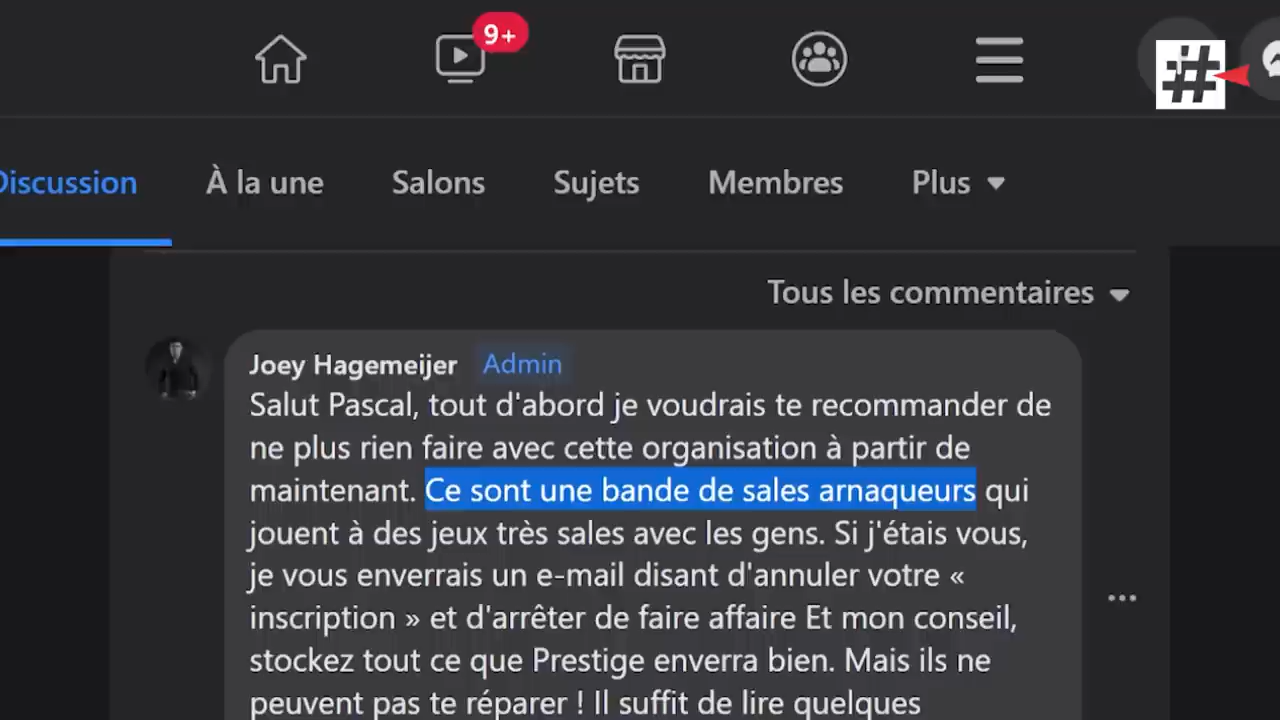 9+
#
Discussion À la une Salons Sujets Membres Plus
Tous les commentaires
Joey Hagemeijer Admin
Salut Pascal, tout d'abord je voudrais te recommander de
ne plus rien faire avec cette organisation à partir de
maintenant. Ce sont une bande de sales arnaqueurs qui
jouent à des jeux très sales avec les gens. Si j'étais vous,
je vous enverrais un e-mail disant d'annuler votre «
inscription » et d'arrêter de faire affaire Et mon conseil,
stockez tout ce que Prestige enverra bien. Mais ils ne
peuvent pas te réparer ! Il suffit de lire quelques